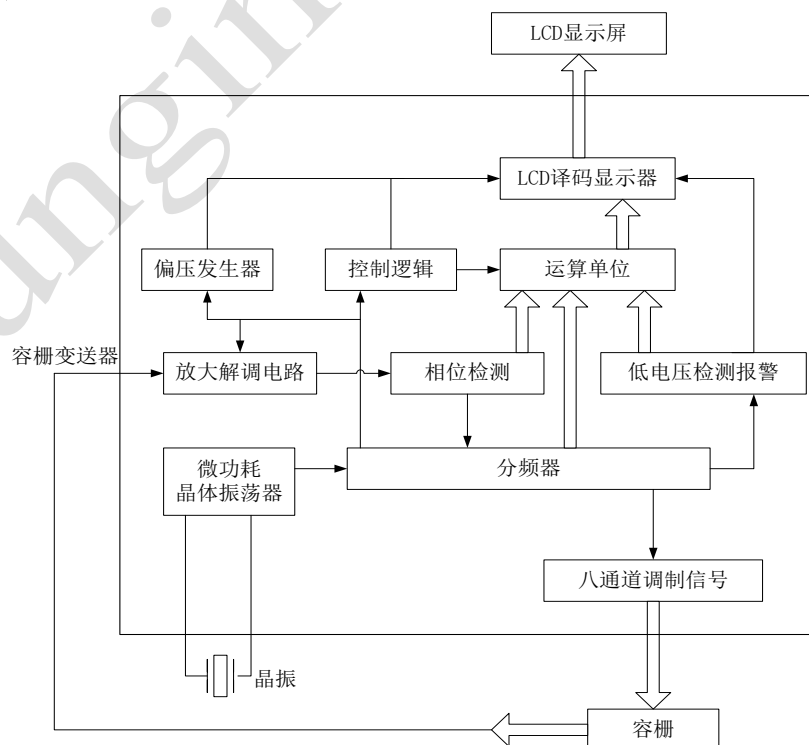 LCD显示屏
LCD译码显示器
偏压发生器
控制逻辑
运算单位
容栅变送器
放大解调电路
相位检测
低电压检测报警
微功耗
晶体振荡器
分频器
八通道调制信号
晶振
容栅